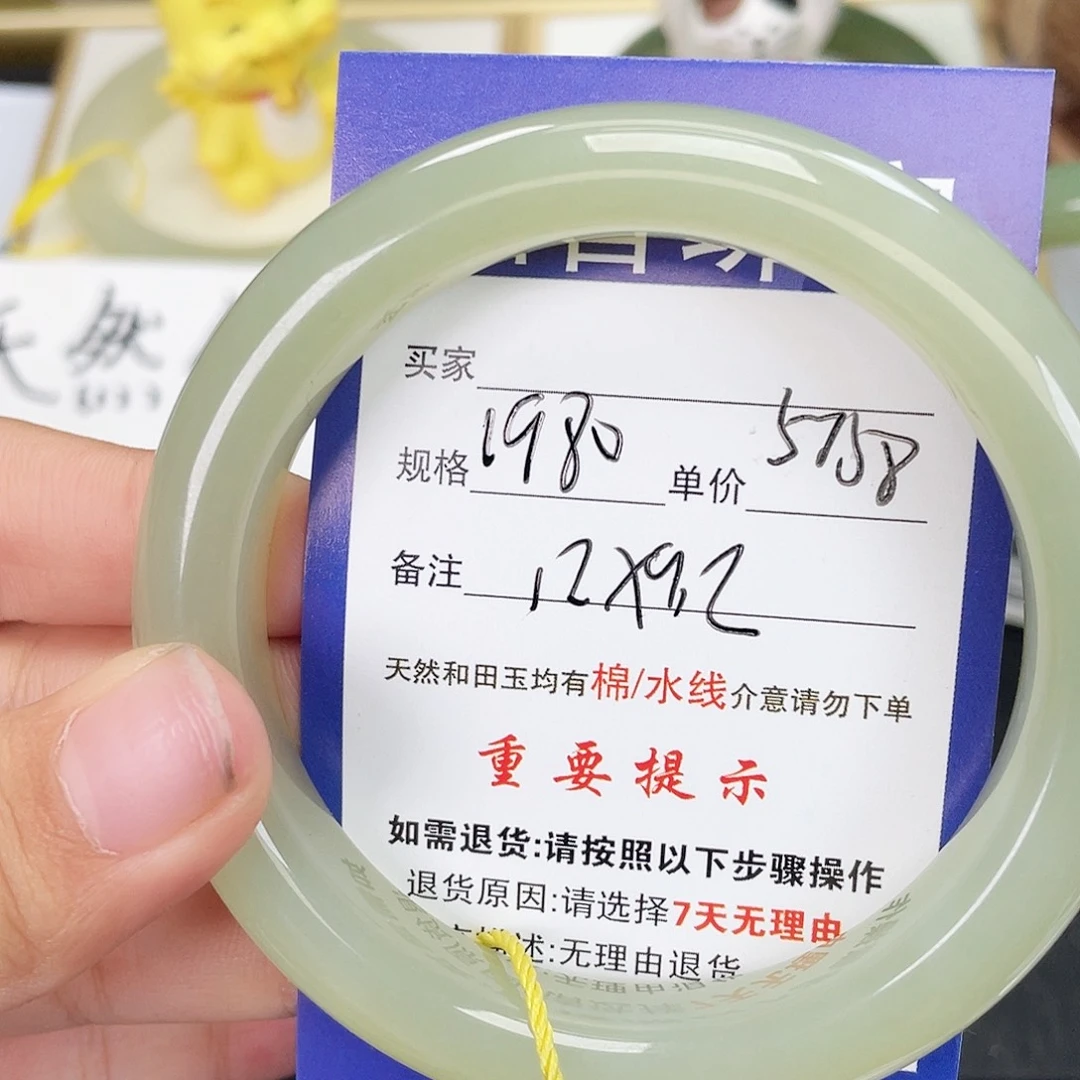 天然
买家
规格 1980 单价 5758
备注 12X9.2
天然和田玉均有棉/水线介意请勿下单
重要提示
如需退货:请按照以下步骤操作
退货原因:请选择7天无理由
述:无理由退货